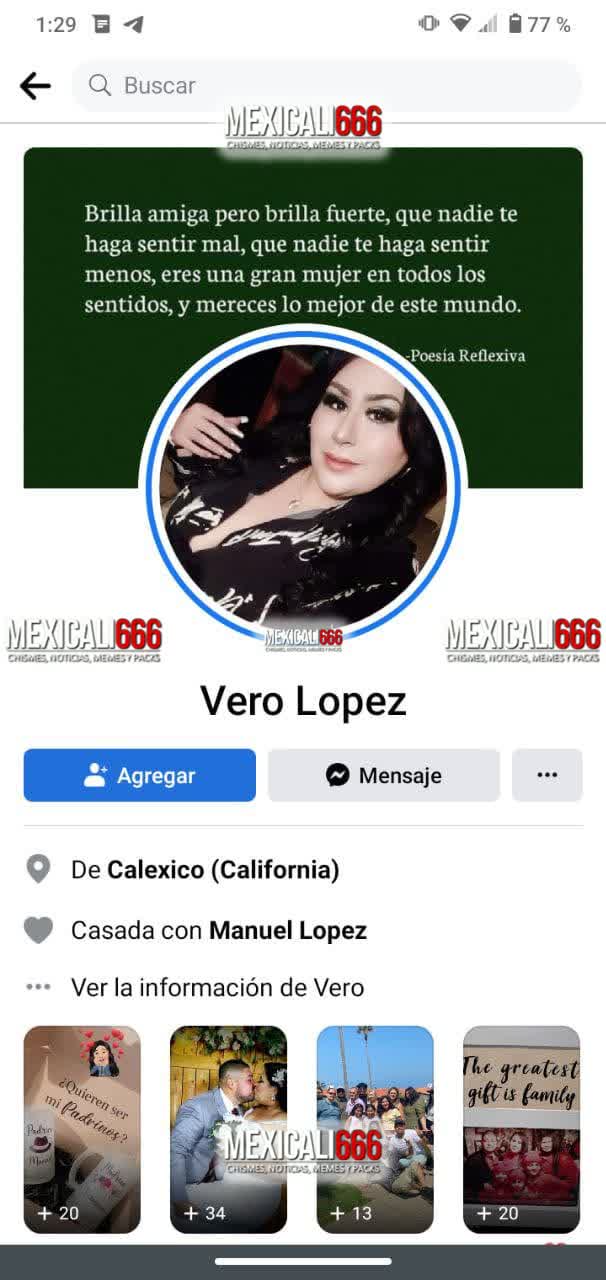 1:29
77 %
Buscar
MEXICALI666
CHISMES, NOTICIAS, MEMES Y PACKS
Brilla amiga pero brilla fuerte, que nadie te
haga sentir mal, que nadie te haga sentir
menos, eres una gran mujer en todos los
sentidos, y mereces lo mejor de este mundo.
-Poesía Reflexiva
MEXICALI666
CHISMES, NOTICIAS, MEMES Y PACKS
MEXICALI666
CHISMES, NOTICIAS, MEMES Y PACKS
MEXICALI666
CHISMES, NOTICIAS, MEMES Y PACKS
Vero Lopez
Agregar
Mensaje
De Calexico (California)
Casada con Manuel Lopez
Ver la información de Vero
¿Quieren ser
mi Padrinos?
+ 20
+ 34
MEXICALI666
CHISMES, NOTICIAS, MEMES Y PACKS
+ 13
The greatest
gift is family
+ 20